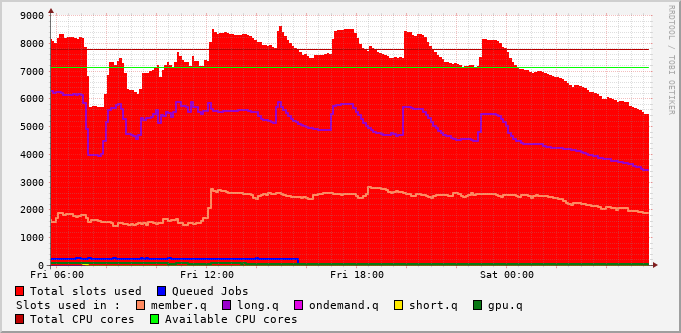 RRDTOOL / TOBI OETIKER
9000
8000
7000
6000
5000
4000
3000
2000
1000
0
Fri 06:00 Fri 12:00 Fri 18:00 Sat 00:00
Total slots used Queued Jobs
Slots used in : member.q long.q ondemand.q short.q gpu.q
Total CPU cores Available CPU cores